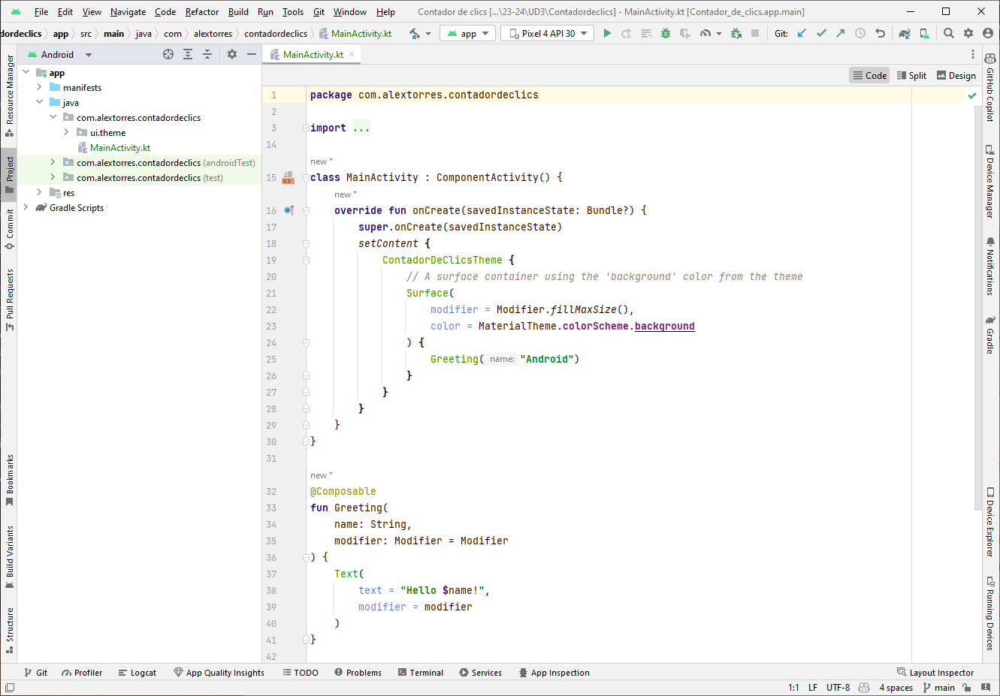 File Edit View Navigate Code Refactor Build Run Tools Git Window Help Contador de clics [...\23-24\UD3\Contadordeclics] - MainActivity.kt [Contador_de_clics.app.main]
dordeclics app src main java com alextorres contadordeclics MainActivity.kt app Pixel 4 API 30 Git:
Android MainActivity.kt
Code Split Design
app
manifests
java
com.alextorres.contadordeclics
ui.theme
MainActivity.kt
com.alextorres.contadordeclics (androidTest)
com.alextorres.contadordeclics (test)
res
Gradle Scripts
Resource Manager
Project
Commit
Pull Requests
Bookmarks
Build Variants
Structure
1 package com.alextorres.contadordeclics
2
3 import ...
14
new *
15 class MainActivity : ComponentActivity() {
new *
16 override fun onCreate(savedInstanceState: Bundle?) {
17 super.onCreate(savedInstanceState)
18 setContent {
19 ContadorDeClicsTheme {
20 // A surface container using the 'background' color from the theme
21 Surface(
22 modifier = Modifier.fillMaxSize(),
23 color = MaterialTheme.colorScheme.background
24 ) {
25 Greeting( name: "Android")
26 }
27 }
28 }
29 }
30 }
31
new *
32 @Composable
33 fun Greeting(
34 name: String,
35 modifier: Modifier = Modifier
36 ) {
37 Text(
38 text = "Hello $name!",
39 modifier = modifier
40 )
41 }
42
GitHub Copilot
Device Manager
Notifications
Gradle
Device Explorer
Running Devices
Git Profiler Logcat App Quality Insights TODO Problems Terminal Services App Inspection Layout Inspector
1:1 LF UTF-8 4 spaces main